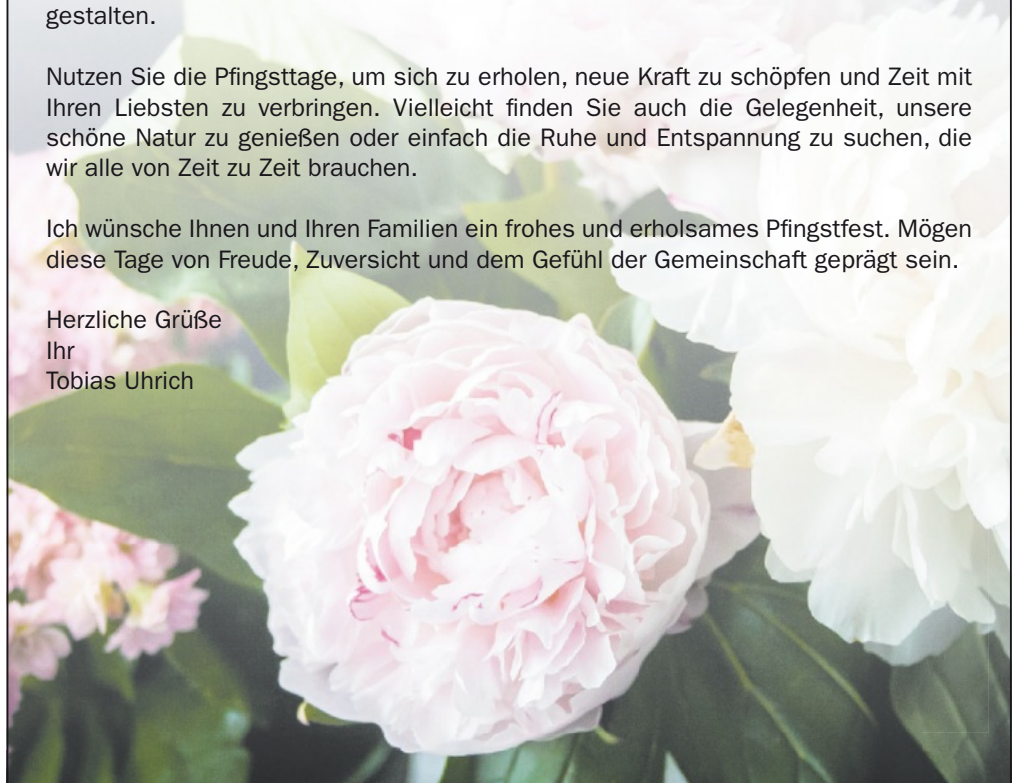 gestalten.
Nutzen Sie die Pfingsttage, um sich zu erholen, neue Kraft zu schöpfen und Zeit mit
Ihren Liebsten zu verbringen. Vielleicht finden Sie auch die Gelegenheit, unsere
schöne Natur zu genießen oder einfach die Ruhe und Entspannung zu suchen, die
wir alle von Zeit zu Zeit brauchen.
Ich wünsche Ihnen und Ihren Familien ein frohes und erholsames Pfingstfest. Mögen
diese Tage von Freude, Zuversicht und dem Gefühl der Gemeinschaft geprägt sein.
Herzliche Grüße
Ihr
Tobias Uhrich